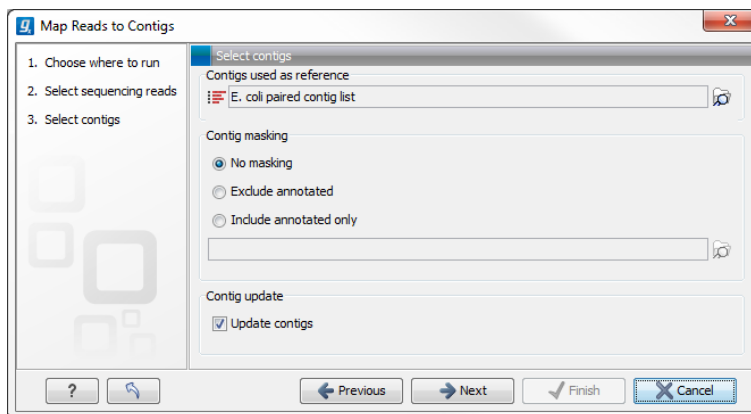 Map Reads to Contigs
1. Choose where to run
2. Select sequencing reads
3. Select contigs
Select contigs
Contigs used as reference
E. coli paired contig list
Contig masking
No masking
Exclude annotated
Include annotated only
Contig update
Update contigs
?
Previous
Next
Finish
Cancel